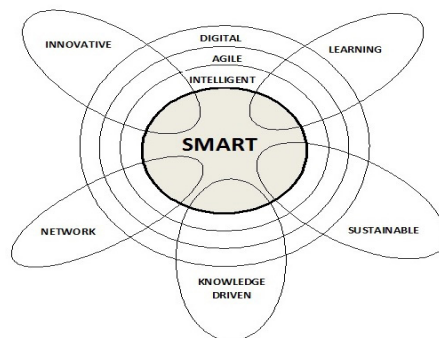 DIGITAL
INNOVATIVE
LEARNING
AGILE
INTELLIGENT
SMART
NETWORK
SUSTAINABLE
KNOWLEDGE
DRIVEN